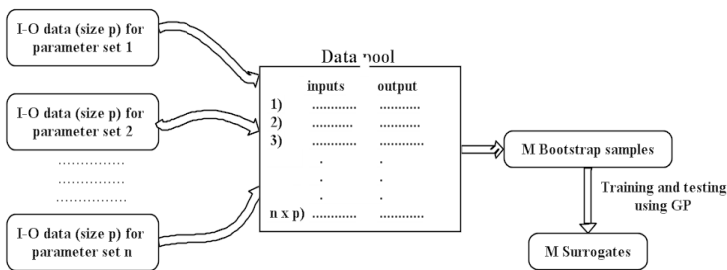 I-O data (size p) for
parameter set 1
I-O data (size p) for
parameter set 2
...............
.............
................
I-O data (size p) for
parameter set n
Data pool
inputs output
1) ............ ...........
2) ............ ...........
3) ............ ............
. .
. .
. .
n x p) ............ ............
M Bootstrap samples
Training and testing
using GP
M Surrogates